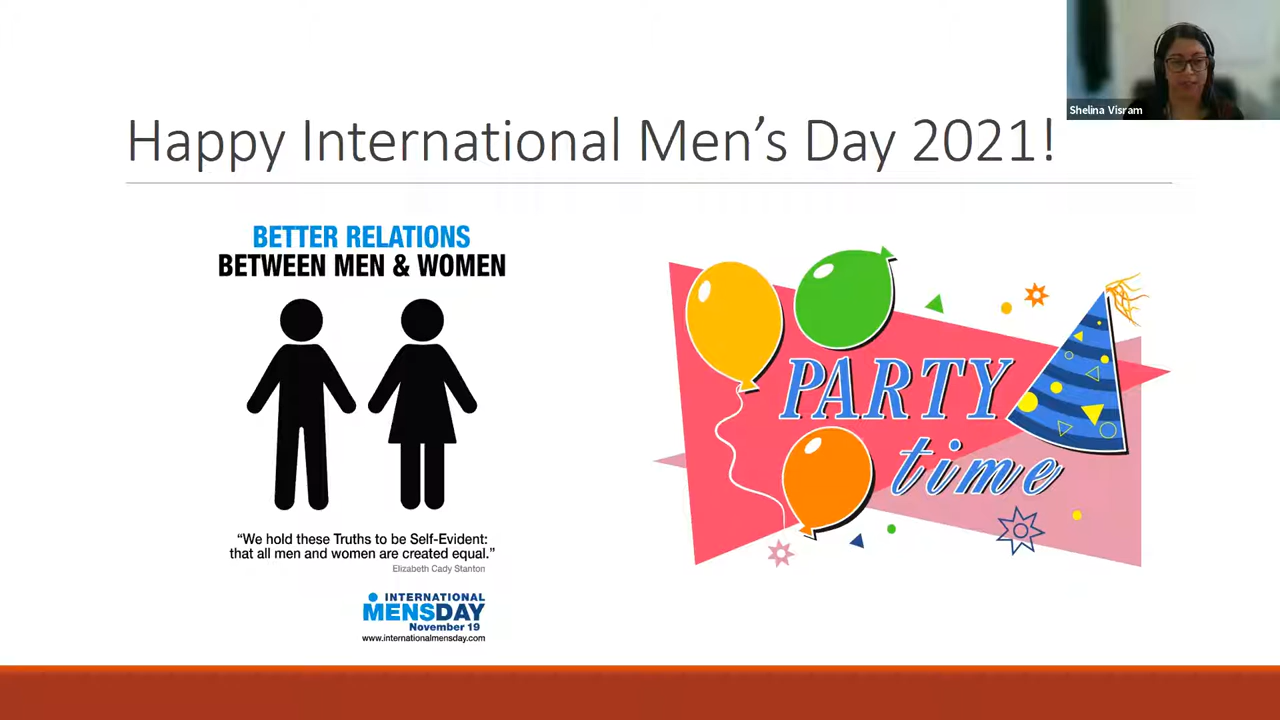 Shelina Visram
Happy International Men’s Day 2021!
BETTER RELATIONS
BETWEEN MEN & WOMEN
“We hold these Truths to be Self-Evident:
that all men and women are created equal.”
Elizabeth Cady Stanton
INTERNATIONAL
MENSDAY
November 19
www.internationalmensday.com
PARTY
time